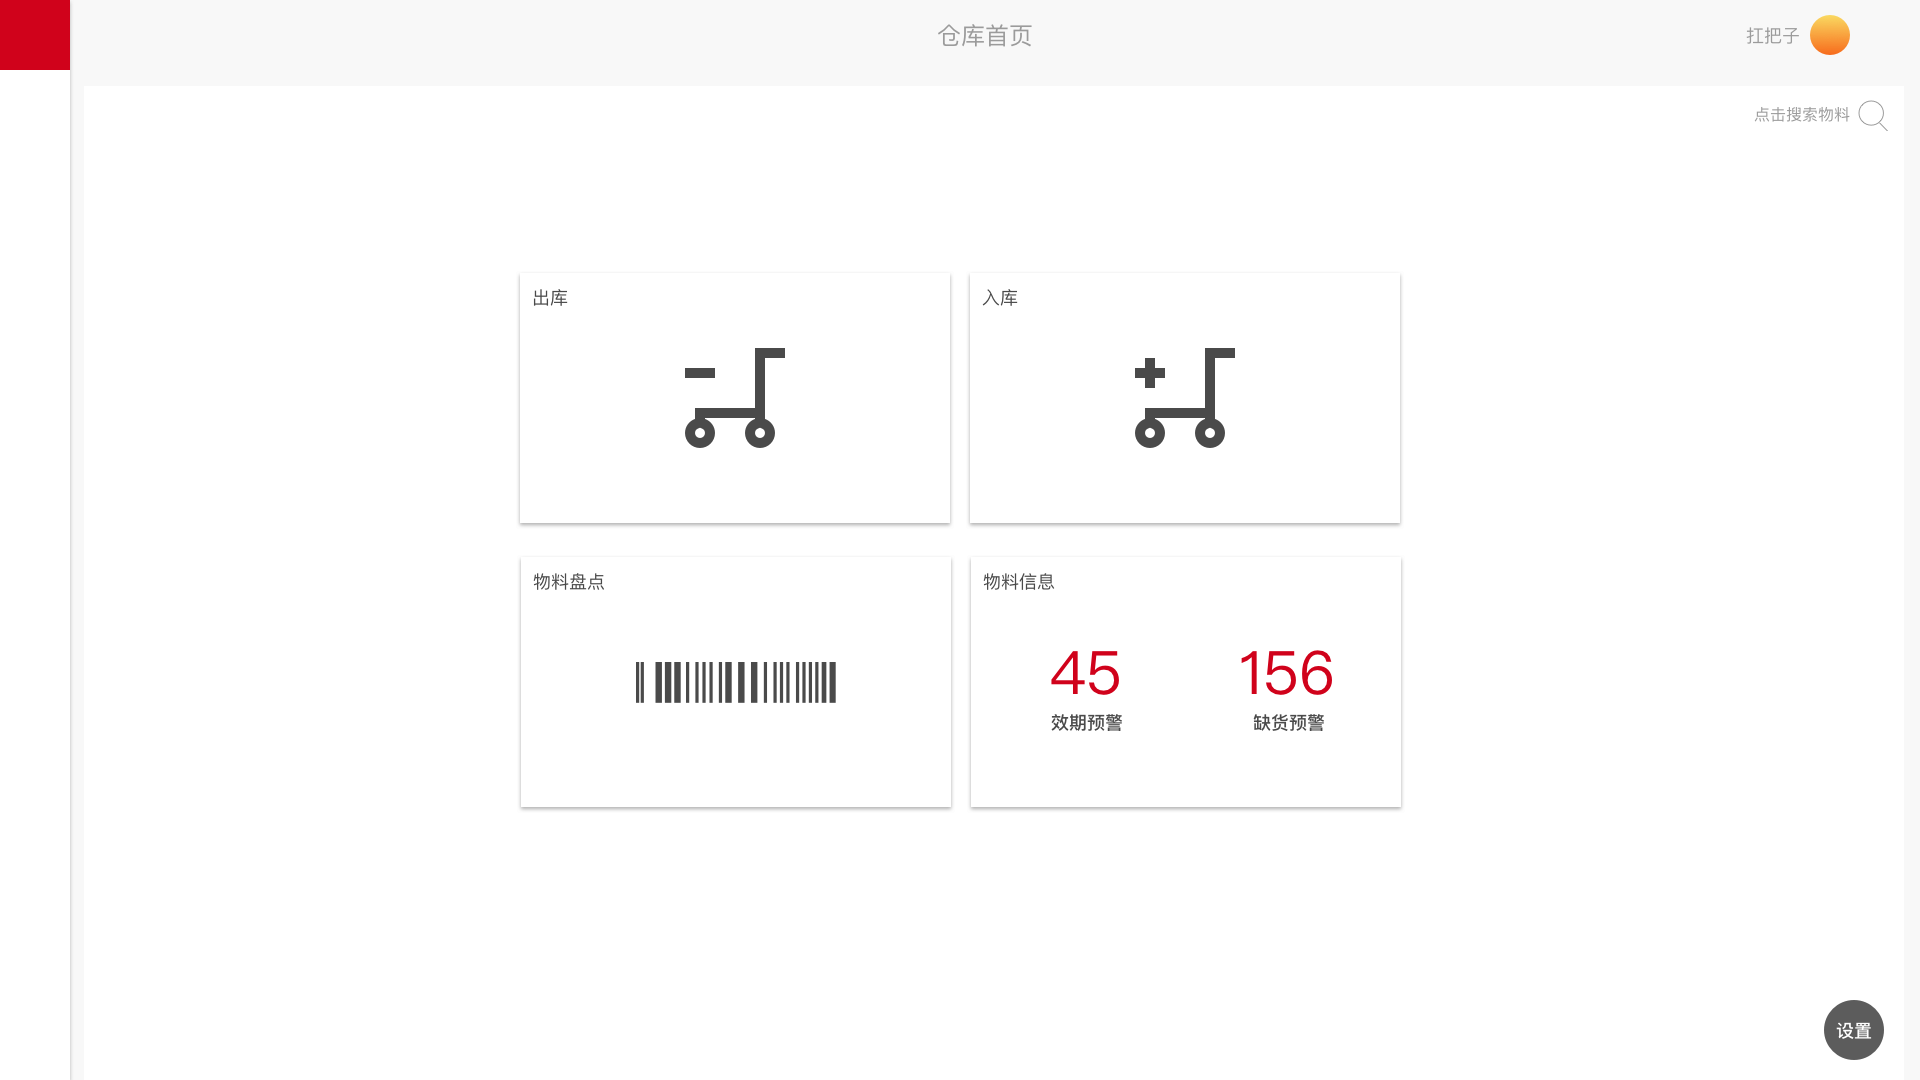 仓库首页
扛把子
点击搜索物料
出库
入库
物料盘点
物料信息
45
156
效期预警
缺货预警
设置